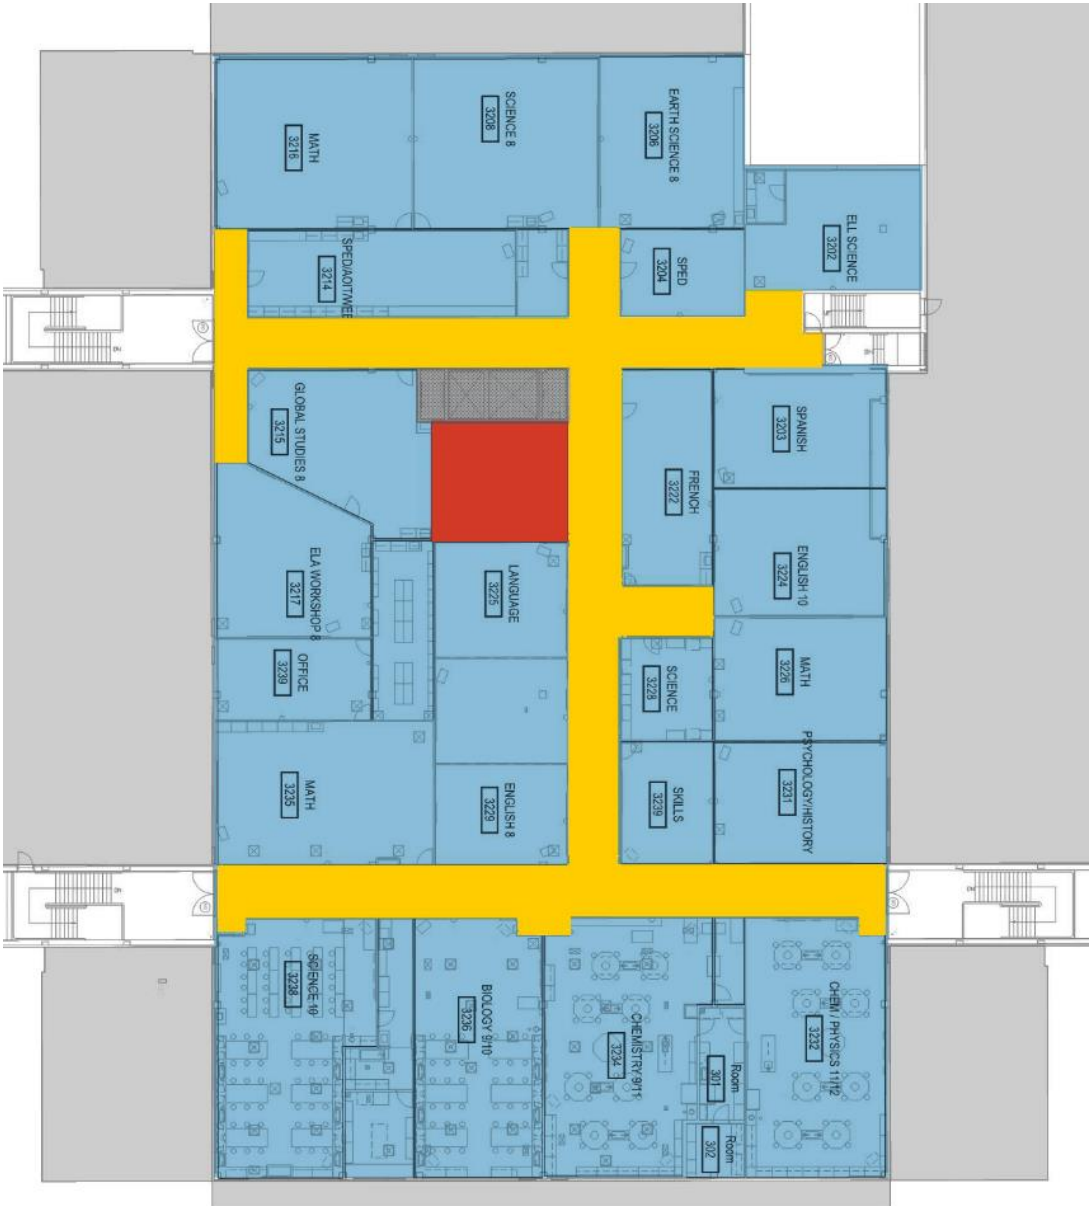 MATH
3216
SCIENCE 8
3208
EARTH SCIENCE 8
3206
ELL SCIENCE
3202
SPED/AOIT/WEB
3214
SPED
3204
GLOBAL STUDIES 8
3215
FRENCH
3222
SPANISH
3203
ELA WORKSHOP 8
3217
LANGUAGE
3225
ENGLISH 10
3224
OFFICE
3239
SCIENCE
3228
MATH
3226
MATH
3235
ENGLISH 8
3229
SKILLS
3239
PSYCHOLOGY/HISTORY
3231
SCIENCE 10
3238
BIOLOGY 9/10
3236
CHEMISTRY 9/11
3234
Room
301
Room
302
CHEM / PHYSICS 11/12
3232